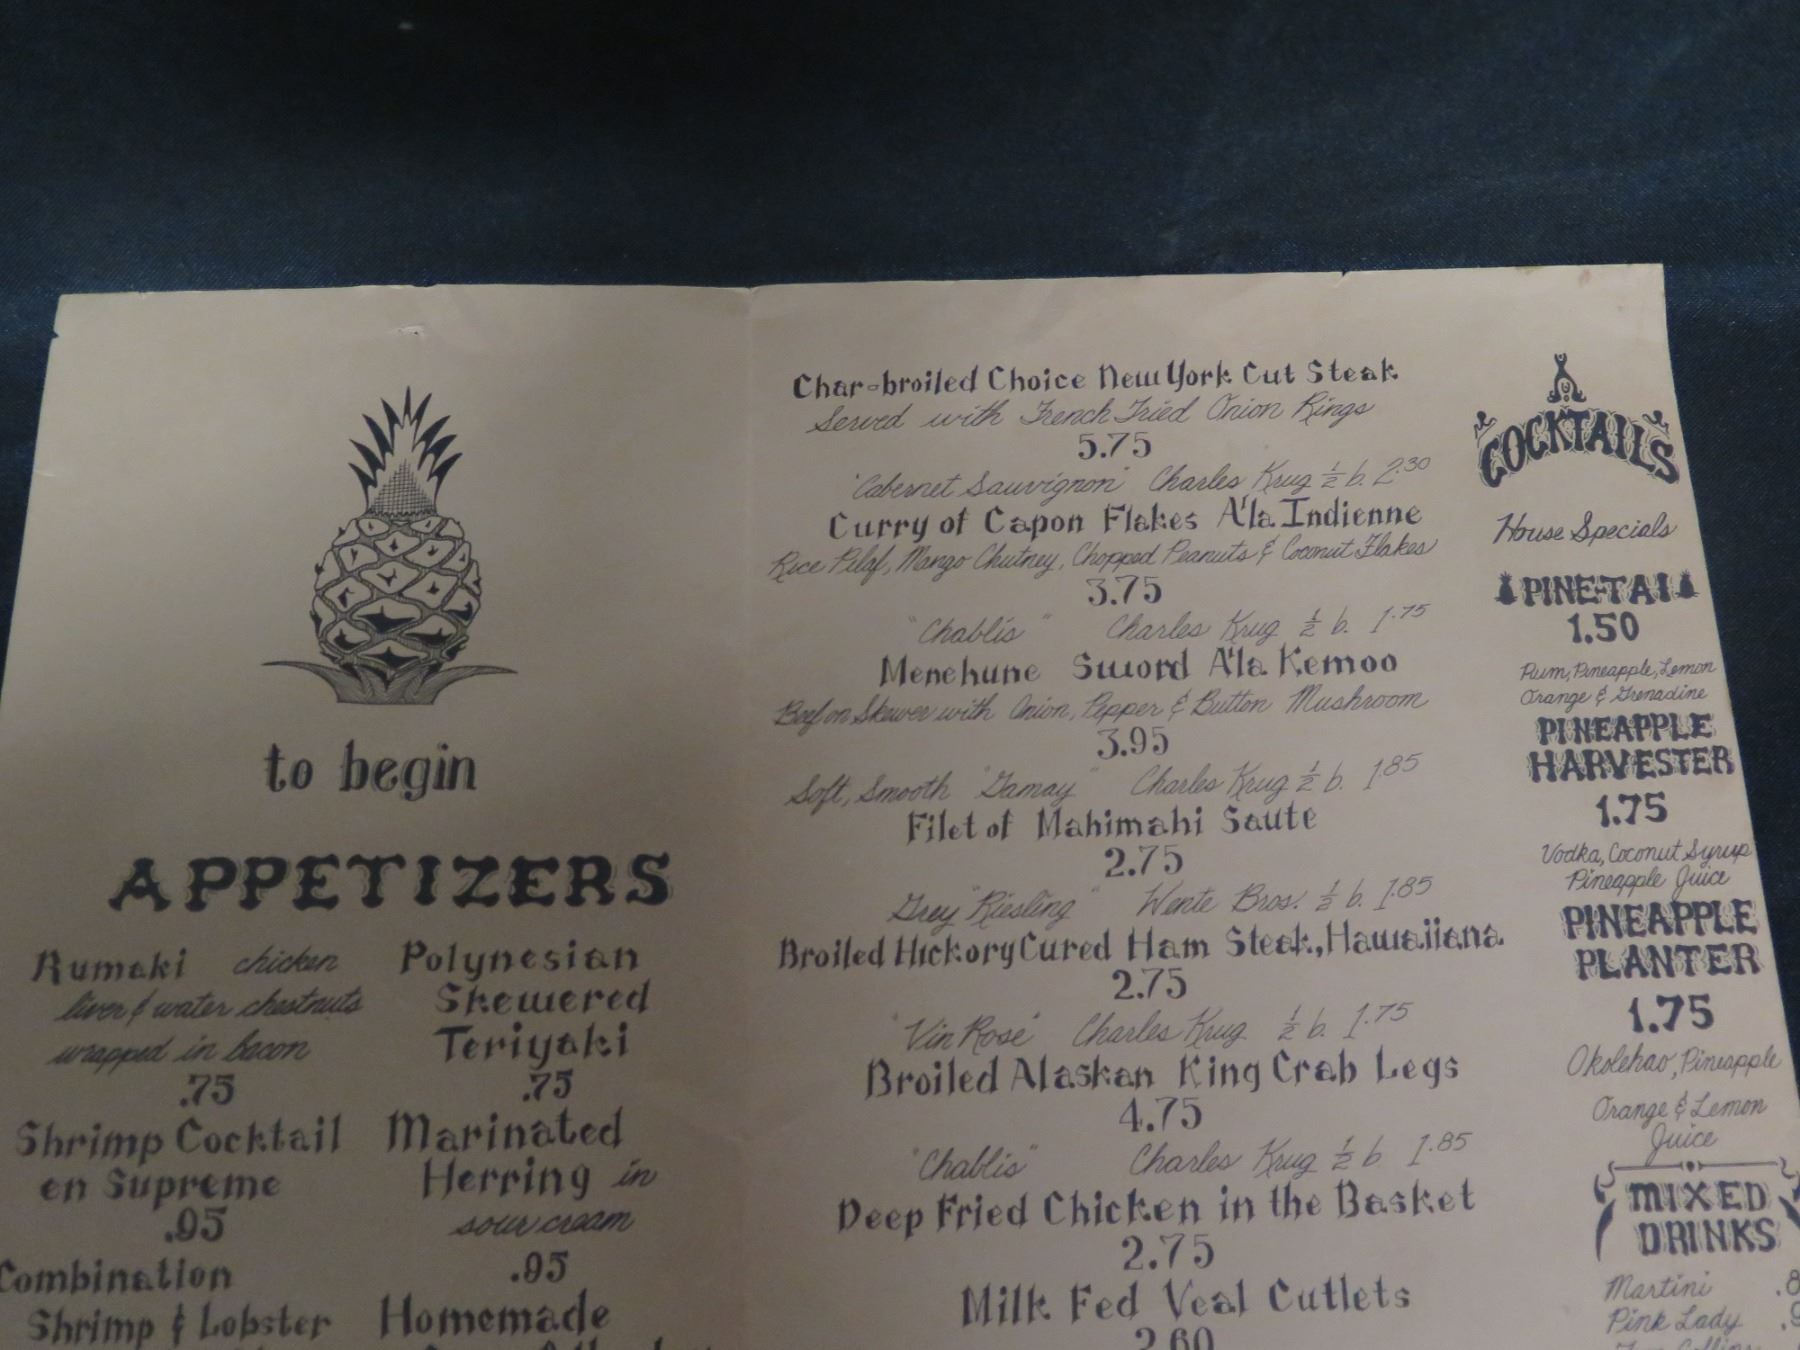 to begin
APPETIZERS
Rumaki chicken
liver & water chestnuts
wrapped in bacon
.75
Shrimp Cocktail
en Supreme
.95
Combination
Shrimp & Lobster
Polynesian
Skewered
Teriyaki
.75
Marinated
Herring in
sour cream
.95
Homemade
Char-broiled Choice New York Cut Steak
Served with French Fried Onion Rings
5.75
"Cabernet Sauvignon" Charles Krug ½ b. 2.30
Curry of Capon Flakes A'la Indienne
Rice Pilaf, Mango Chutney, Chopped Peanuts & Coconut Flakes
3.75
"Chablis" Charles Krug ½ b. 1.75
Menehune Sword A'la Kemoo
Beef on Skewer with Onion, Pepper & Button Mushroom
3.95
Soft, Smooth "Gamay" Charles Krug ½ b. 1.85
Filet of Mahimahi Saute
2.75
Grey "Riesling" Wente Bros. ½ b. 1.85
Broiled Hickory Cured Ham Steak, Hawaiiana
2.75
"Vin Rosé" Charles Krug ½ b. 1.75
Broiled Alaskan King Crab Legs
4.75
"Chablis" Charles Krug ½ b 1.85
Deep Fried Chicken in the Basket
2.75
Milk Fed Veal Cutlets
COCKTAILS
House Specials
PINE-TAI
1.50
Rum, Pineapple, Lemon
Orange & Grenadine
PINEAPPLE
HARVESTER
1.75
Vodka, Coconut Syrup
Pineapple Juice
PINEAPPLE
PLANTER
1.75
Okolehao, Pineapple
Orange & Lemon
Juice
MIXED
DRINKS
Martini
Pink Lady